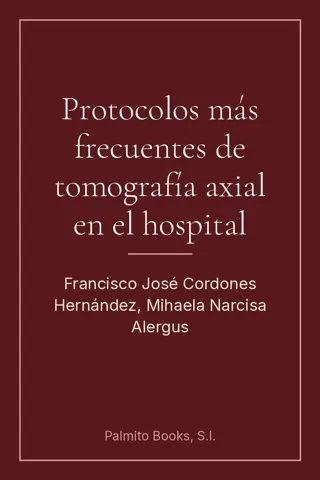 Protocolos más
frecuentes de
tomografía axial
en el hospital
Francisco José Cordones
Hernández, Mihaela Narcisa
Alergus
Palmito Books, S.l.